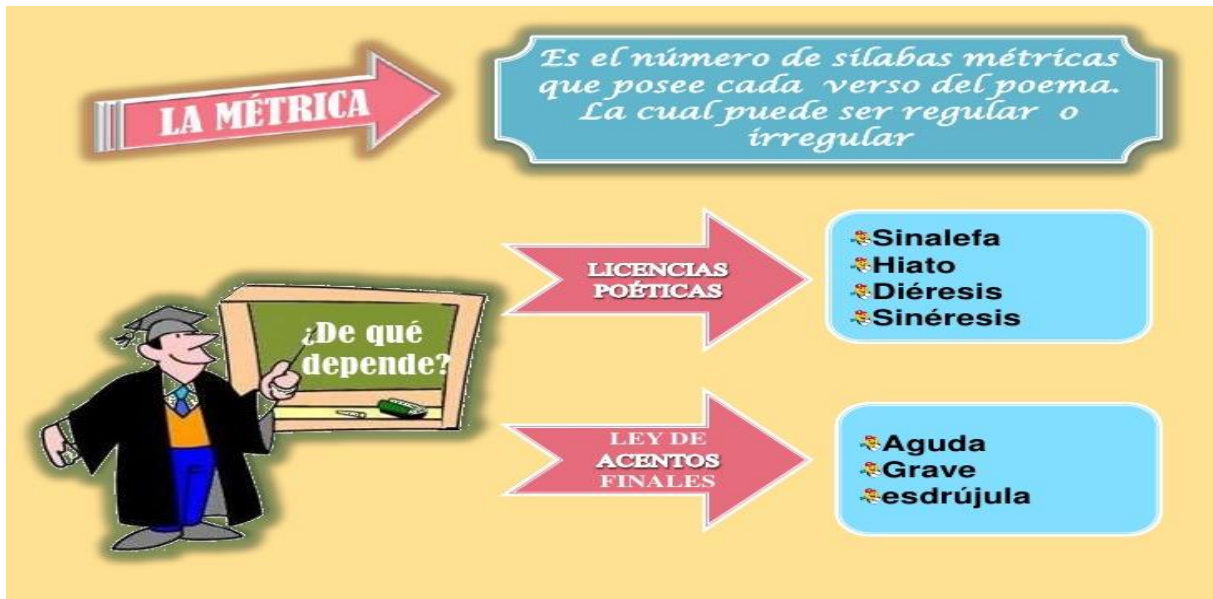 LA MÉTRICA
Es el número de sílabas métricas
que posee cada verso del poema.
La cual puede ser regular o
irregular
¿De qué
depende?
LICENCIAS
POÉTICAS
Sinalefa
Hiato
Diéresis
Sinéresis
LEY DE
ACENTOS
FINALES
Aguda
Grave
esdrújula